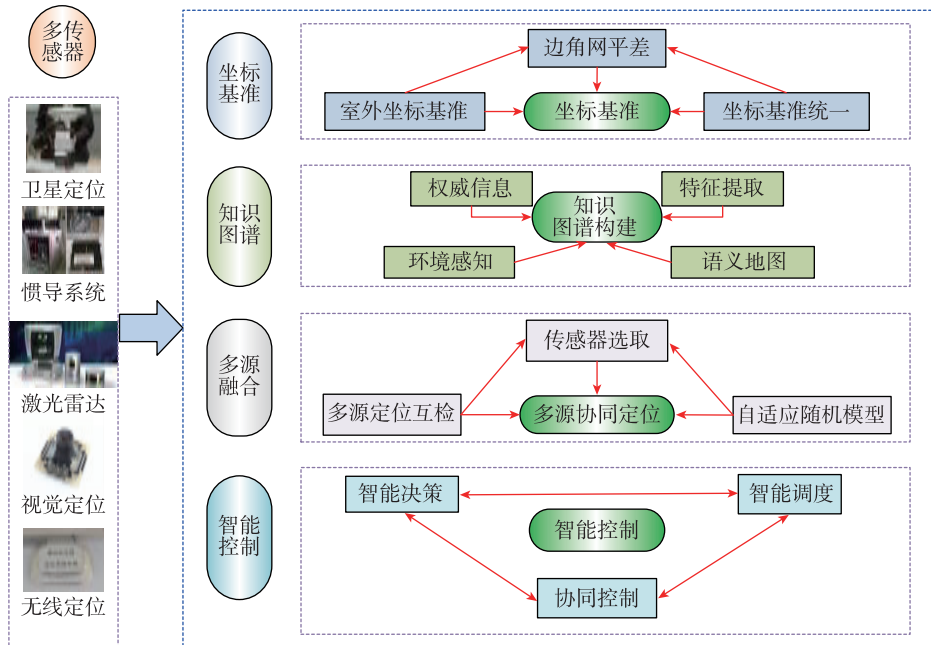 多传
感器
卫星定位
惯导系统
激光雷达
视觉定位
无线定位
坐标
基准
边角网平差
室外坐标基准
坐标基准
坐标基准统一
知识
图谱
权威信息
特征提取
知识
图谱构建
环境感知
语义地图
多源
融合
传感器选取
多源定位互检
多源协同定位
自适应随机模型
智能
控制
智能决策
智能调度
智能控制
协同控制